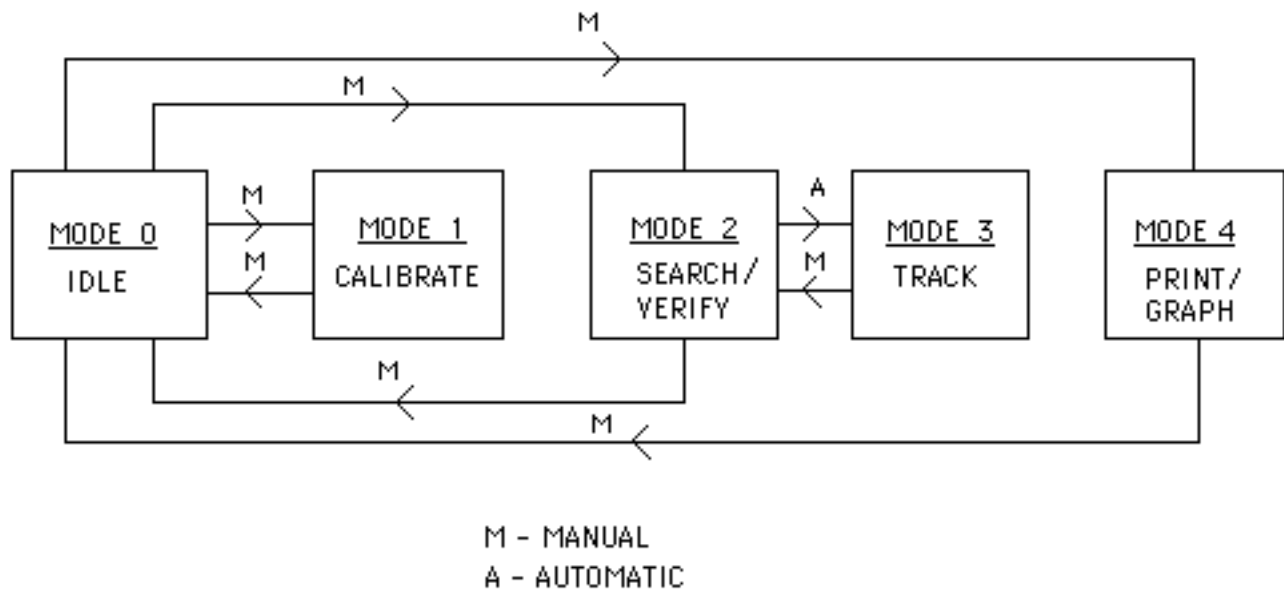 M
M
MODE 0
IDLE
M
M
MODE 1
CALIBRATE
MODE 2
SEARCH/
VERIFY
A
M
MODE 3
TRACK
MODE 4
PRINT/
GRAPH
M
M
M - MANUAL
A - AUTOMATIC